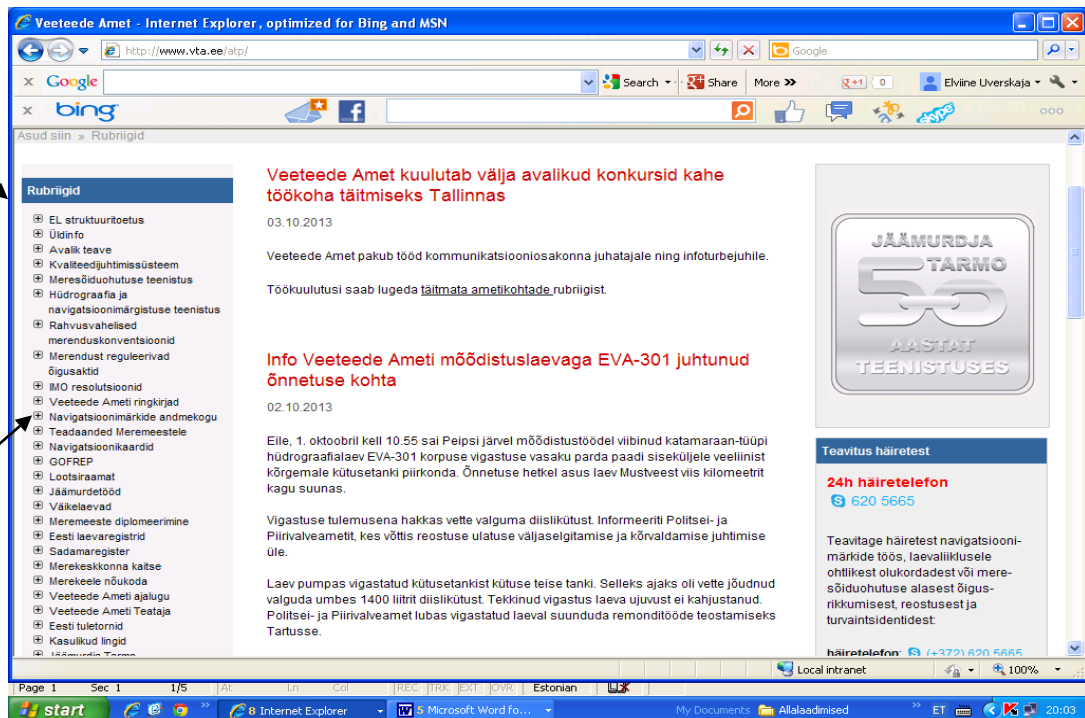 Veeteede Amet - Internet Explorer, optimized for Bing and MSN
http://www.vta.ee/atp/
Google
Google
Search
Share
More »
+1
0
Elviine Uverskaja
bing
Asud siin » Rubriigid
Rubriigid
EL struktuuritoetus
Üldinfo
Avalik teave
Kvaliteedijuhtimissüsteem
Meresõiduohutuse teenistus
Hüdrograafia ja
navigatsioonimärgistuse teenistus
Rahvusvahelised
merenduskonventsioonid
Merendust reguleerivad
õigusaktid
IMO resolutsioonid
Veeteede Ameti ringkirjad
Navigatsioonimärkide andmekogu
Teadaanded Meremeestele
Navigatsioonikaardid
GOFREP
Lootsiraamat
Jäämurdetööd
Väikelaevad
Meremeeste diplomeerimine
Eesti laevaregistrid
Sadamaregister
Merekeskkonna kaitse
Merekeele nõukoda
Veeteede Ameti ajalugu
Veeteede Ameti Teataja
Eesti tuletornid
Kasulikud lingid
Jäämurdja Tarmo
Veeteede Amet kuulutab välja avalikud konkursid kahe
töökoha täitmiseks Tallinnas
03.10.2013
Veeteede Amet pakub tööd kommunikatsiooniosakonna juhatajale ning infoturbejuhile.
Töökuulutusi saab lugeda täitmata ametikohtade rubriigist.
Info Veeteede Ameti mõõdistuslaevaga EVA-301 juhtunud
õnnetuse kohta
02.10.2013
Eile, 1. oktoobril kell 10.55 sai Peipsi järvel mõõdistustöödel viibinud katamaraan-tüüpi
hüdrograafialaev EVA-301 korpuse vigastuse vasaku parda paadi siseküljele veeliinist
kõrgemale kütusetanki piirkonda. Õnnetuse hetkel asus laev Mustveest viis kilomeetrit
kagu suunas.
Vigastuse tulemusena hakkas vette valguma diislikütust. Informeeriti Politsei- ja
Piirivalveametit, kes võttis reostuse ulatuse väljaselgitamise ja kõrvaldamise juhtimise
üle.
Laev pumpas vigastatud kütusetankist kütuse teise tanki. Selleks ajaks oli vette jõudnud
valguda umbes 1400 liitrit diislikütust. Tekkinud vigastus laeva ujuvust ei kahjustanud.
Politsei- ja Piirivalveamet lubas vigastatud laeval suunduda remonditööde teostamiseks
Tartusse.
JÄÄMURDJA
TARMO
50
AASTAT
TEENISTUSES
Teavitus häiretest
24h häiretelefon
620 5665
Teavitage häiretest navigatsiooni-
märkide töös, laevaliiklusele
ohtlikest olukordadest või mere-
sõiduohutuse alasest õigus-
rikkumisest, reostusest ja
turvaintsidentidest:
häiretelefon: (+372) 620 5665
Local intranet
100%
Page 1 Sec 1 1/5 At Ln Col REC TRK EXT OVR Estonian
start
8 Internet Explorer
5 Microsoft Word fo...
My Documents
Allalaadimised
ET
20:03